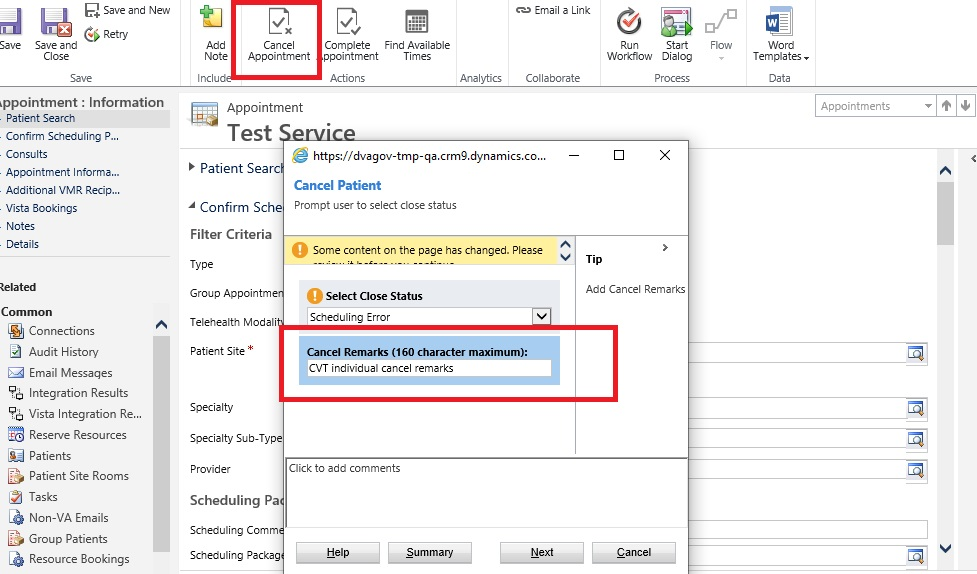 Save and New
Retry
Save
Save and
Close
Save
Add
Note
Include
Cancel
Appointment
Complete
Appointment
Find Available
Times
Actions
Analytics
Email a Link
Collaborate
Run
Workflow
Start
Dialog
Flow
Process
Word
Templates
Data
Appointment : Information
Patient Search
Confirm Scheduling P...
Consults
Appointment Informa...
Additional VMR Recip...
Vista Bookings
Notes
Details
Related
Common
Connections
Audit History
Email Messages
Integration Results
Vista Integration Re...
Reserve Resources
Patients
Patient Site Rooms
Tasks
Non-VA Emails
Group Patients
Resource Bookings
Appointment
Test Service
Appointments
Patient Search
Confirm Sche
Filter Criteria
Type
Group Appointmen
Telehealth Modality
Patient Site *
Specialty
Specialty Sub-Type
Provider
Scheduling Pac
Scheduling Comme
Scheduling Package
https://dvagov-tmp-qa.crm9.dynamics.co...
Cancel Patient
Prompt user to select close status
Some content on the page has changed. Please
review it before you continue.
Select Close Status
Scheduling Error
Cancel Remarks (160 character maximum):
CVT individual cancel remarks
Tip
Add Cancel Remarks
Click to add comments
Help
Summary
Next
Cancel